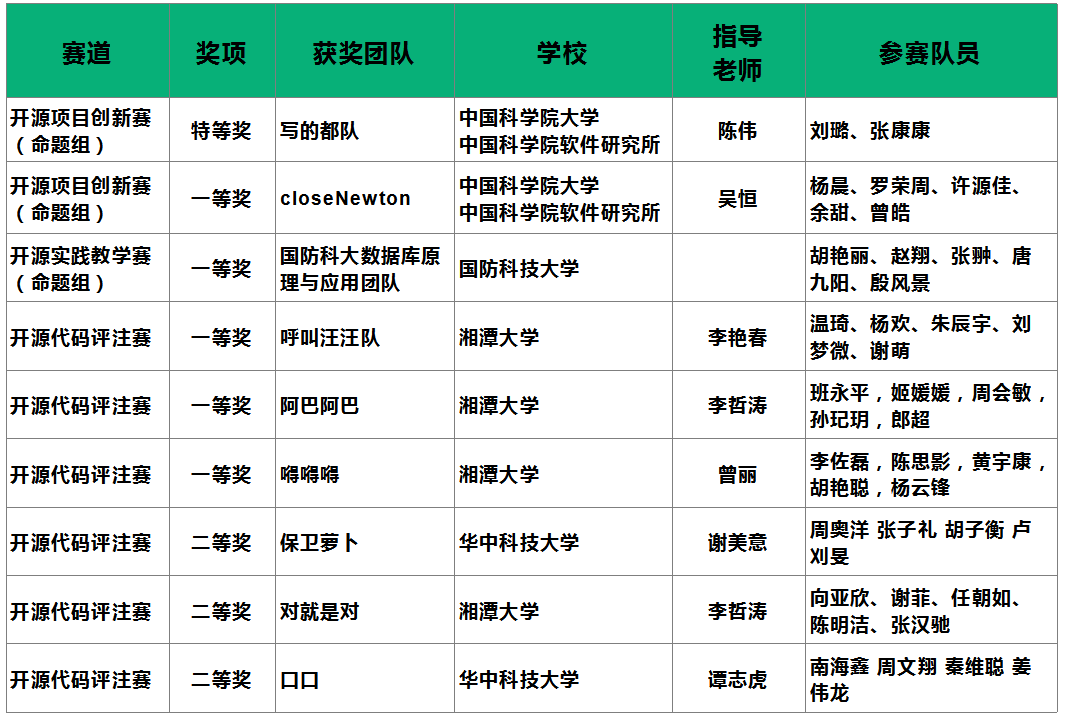 赛道 奖项 获奖团队 学校 指导老师 参赛队员
开源项目创新赛 特等奖 写的都队 中国科学院大学 陈伟 刘璐、张康康
（命题组） 中国科学院软件研究所
开源项目创新赛 一等奖 closeNewton 中国科学院大学 吴恒 杨晨、罗荣周、许源佳、
（命题组） 中国科学院软件研究所 余甜、曾皓
开源实践教学赛 一等奖 国防科大数据库原 国防科技大学 胡艳丽、赵翔、张翀、唐
（命题组） 理与应用团队 九阳、殷风景
开源代码评注赛 一等奖 呼叫汪汪队 湘潭大学 李艳春 温琦、杨欢、朱辰宇、刘
梦微、谢萌
开源代码评注赛 一等奖 阿巴阿巴 湘潭大学 李哲涛 班永平，姬媛媛，周会敏，
孙玘玥，郎超
开源代码评注赛 一等奖 嘚嘚嘚 湘潭大学 曾丽 李佐磊，陈思影，黄宇康，
胡艳聪，杨云锋
开源代码评注赛 二等奖 保卫萝卜 华中科技大学 谢美意 周奥洋 张子礼 胡子衡 卢
刈旻
开源代码评注赛 二等奖 对就是对 湘潭大学 李哲涛 向亚欣、谢菲、任朝如、
陈明洁、张汉驰
开源代码评注赛 二等奖 口口 华中科技大学 谭志虎 南海鑫 周文翔 秦维聪 姜
伟龙